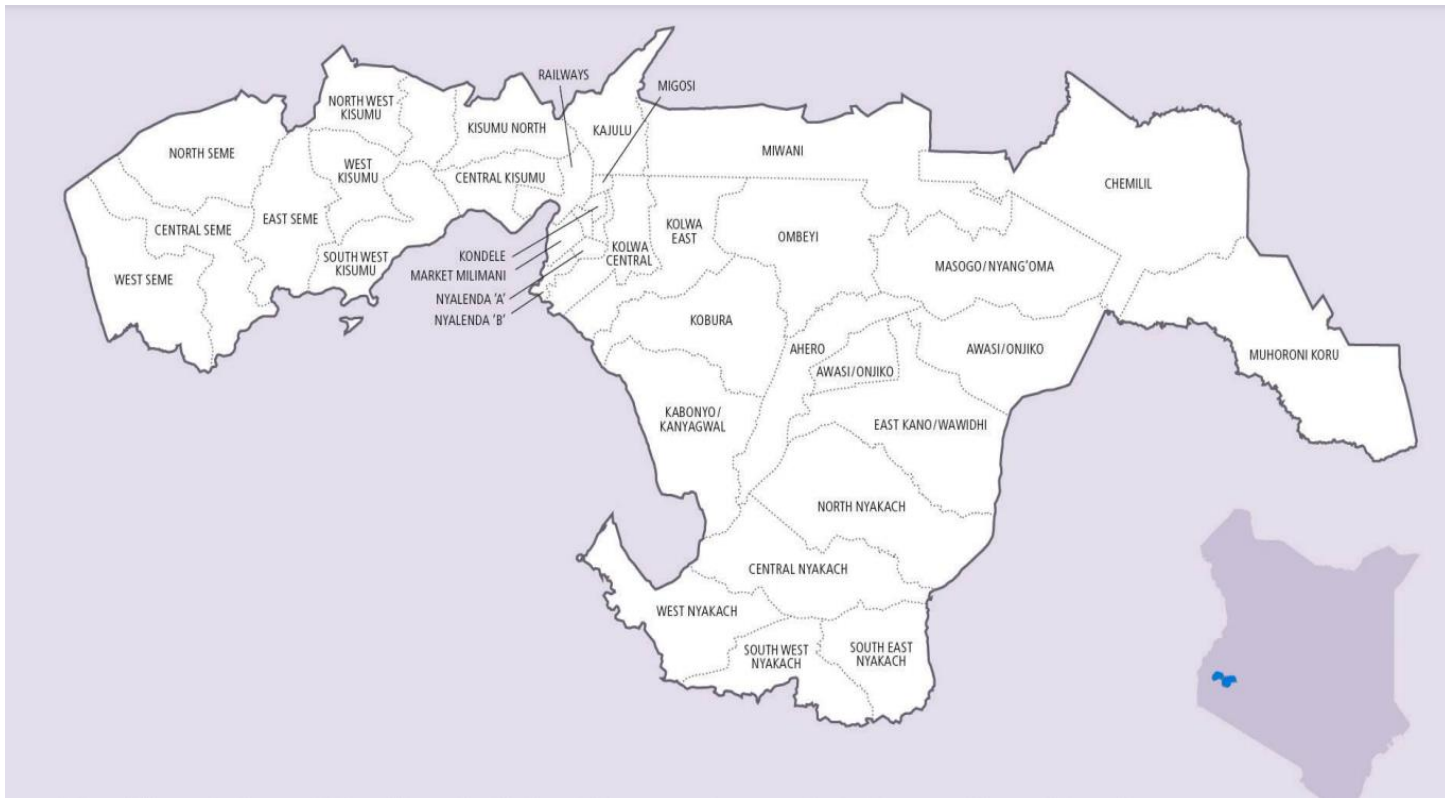 RAILWAYS
MIGOSI
NORTH WEST
KISUMU
KISUMU NORTH
KAJULU
NORTH SEME
MIWANI
WEST
KISUMU
CENTRAL KISUMU
CHEMILIL
CENTRAL SEME
EAST SEME
KOLWA
EAST
OMBEYI
KOLWA
CENTRAL
SOUTH WEST
KISUMU
KONDELE
MARKET MILIMANI
MASOGO/NYANG'OMA
WEST SEME
NYALENDA 'A'
NYALENDA 'B'
KOBURA
AHERO
AWASI/ONJIKO
AWASI/ONJIKO
MUHORONI KORU
KABONYO/
KANYAGWAL
EAST KANO/WAWIDHI
NORTH NYAKACH
CENTRAL NYAKACH
WEST NYAKACH
SOUTH WEST
NYAKACH
SOUTH EAST
NYAKACH